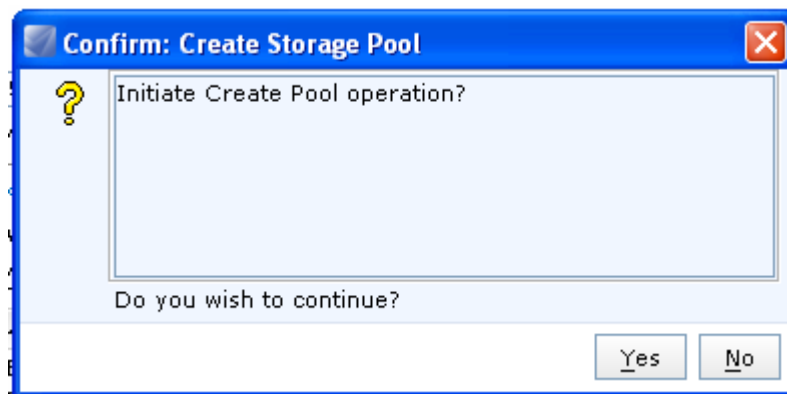 Confirm: Create Storage Pool
Initiate Create Pool operation?
Do you wish to continue?
Yes No